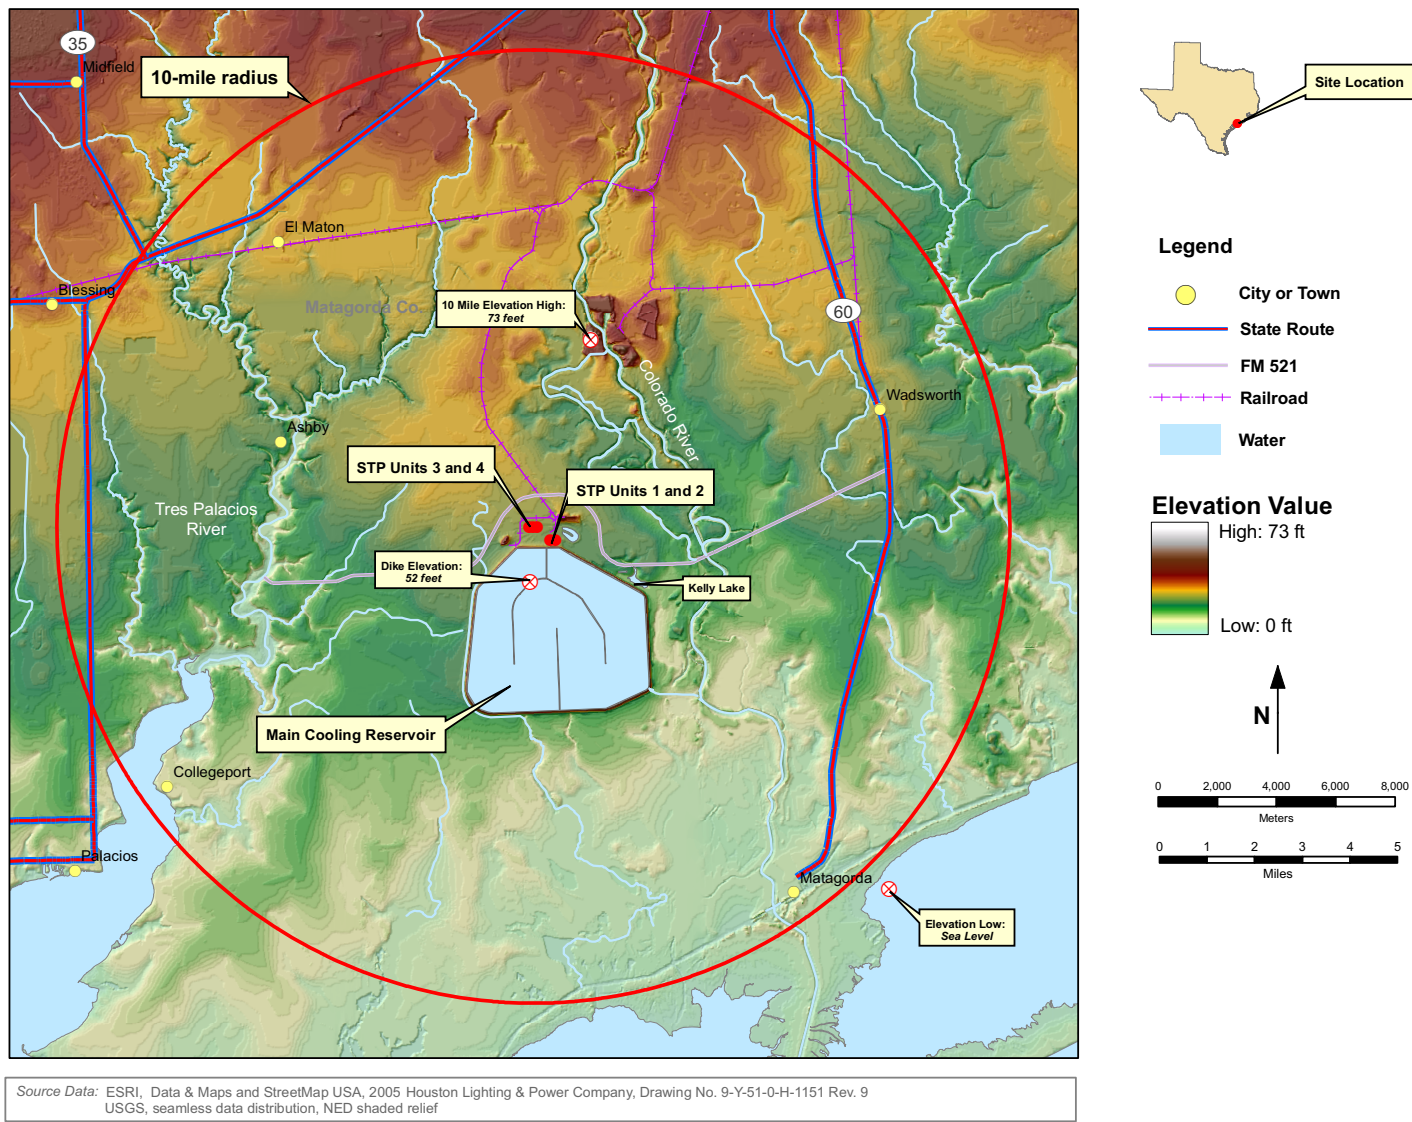 35
Midfield
10-mile radius
El Maton
Blessing
Matagorda Co.
10 Mile Elevation High:
73 feet
60
Colorado River
Wadsworth
Ashby
STP Units 3 and 4
STP Units 1 and 2
Tres Palacios
River
Dike Elevation:
52 feet
Kelly Lake
Main Cooling Reservoir
Collegeport
Palacios
Matagorda
Elevation Low:
Sea Level
Site Location
Legend
City or Town
State Route
FM 521
Railroad
Water
Elevation Value
High: 73 ft
Low: 0 ft
N
0 2,000 4,000 6,000 8,000
Meters
0 1 2 3 4 5
Miles
Source Data: ESRI, Data & Maps and StreetMap USA, 2005 Houston Lighting & Power Company, Drawing No. 9-Y-51-0-H-1151 Rev. 9
USGS, seamless data distribution, NED shaded relief